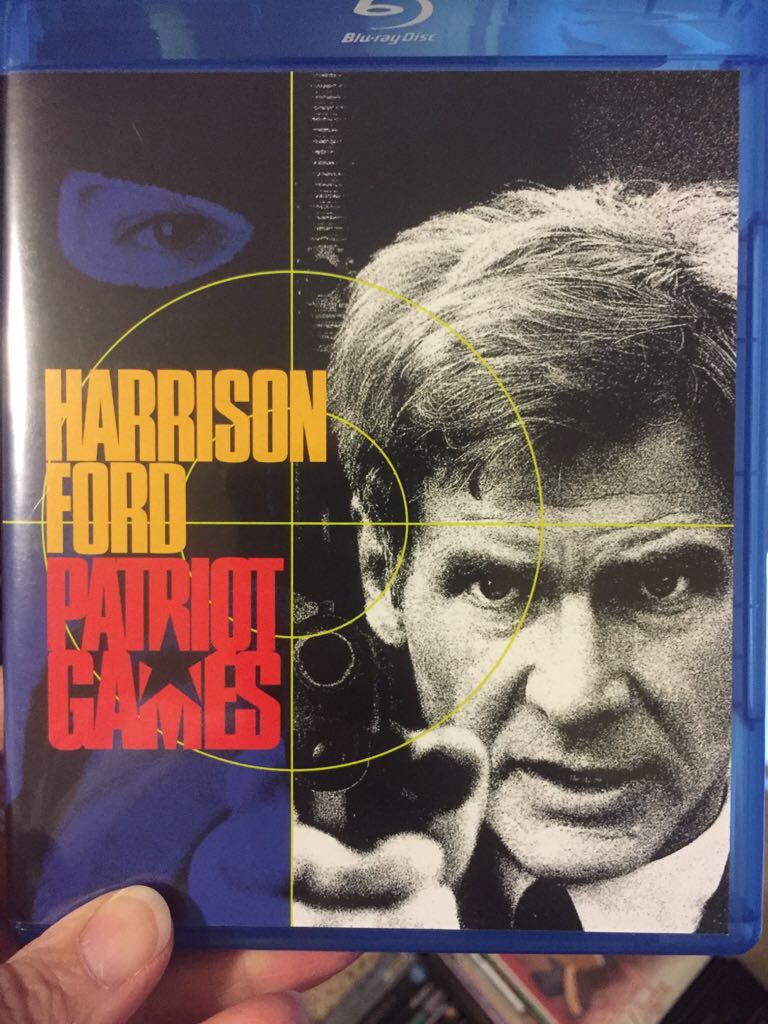 Blu-ray Disc
HARRISON
FORD
PATRIOT
GAMES